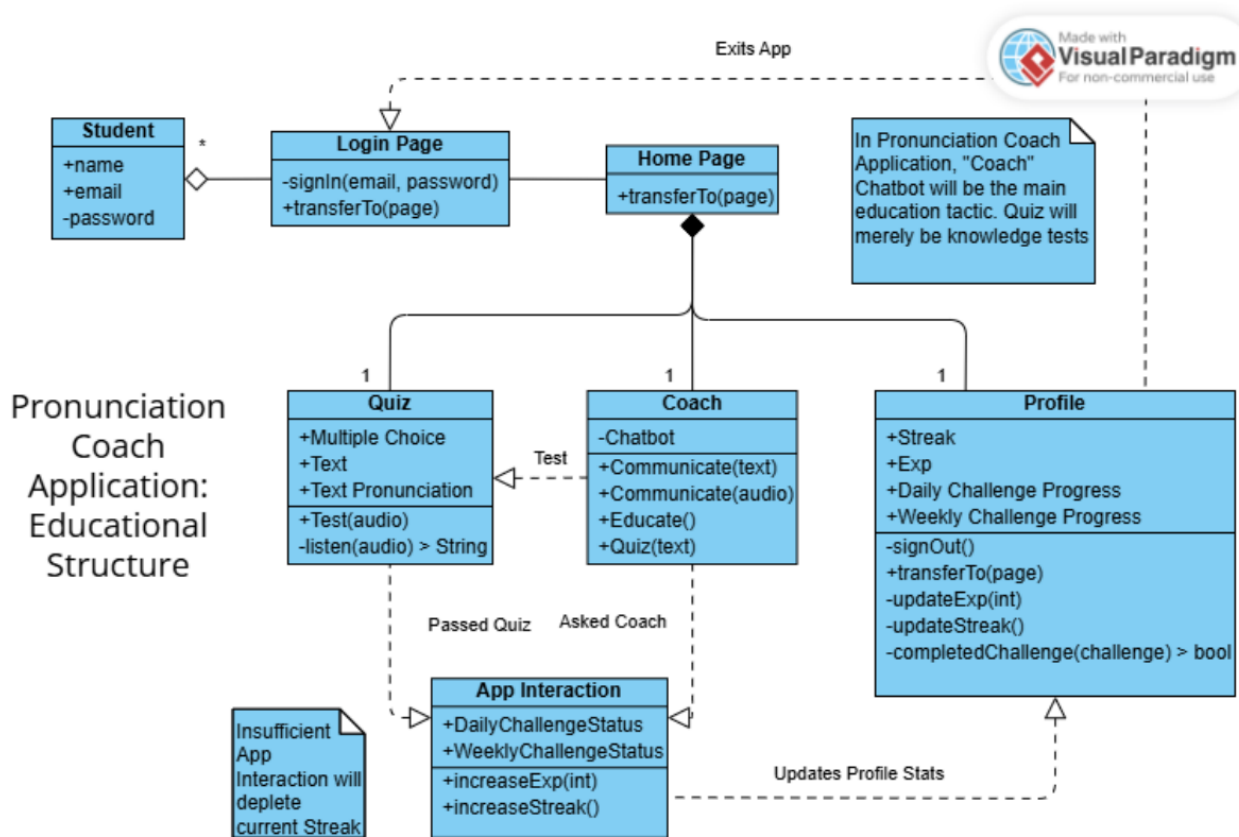 Exits App
Made with
Visual Paradigm
For non-commercial use
Student
+name
+email
-password
*
Login Page
-signIn(email, password)
+transferTo(page)
Home Page
+transferTo(page)
In Pronunciation Coach
Application, "Coach"
Chatbot will be the main
education tactic. Quiz will
merely be knowledge tests
Pronunciation
Coach
Application:
Educational
Structure
1
Quiz
+Multiple Choice
+Text
+Text Pronunciation
+Test(audio)
-listen(audio) > String
Test
1
Coach
-Chatbot
+Communicate(text)
+Communicate(audio)
+Educate()
+Quiz(text)
1
Profile
+Streak
+Exp
+Daily Challenge Progress
+Weekly Challenge Progress
-signOut()
+transferTo(page)
-updateExp(int)
-updateStreak()
-completedChallenge(challenge) > bool
Passed Quiz
Asked Coach
Insufficient
App
Interaction will
deplete
current Streak
App Interaction
+DailyChallengeStatus
+WeeklyChallengeStatus
+increaseExp(int)
+increaseStreak()
Updates Profile Stats